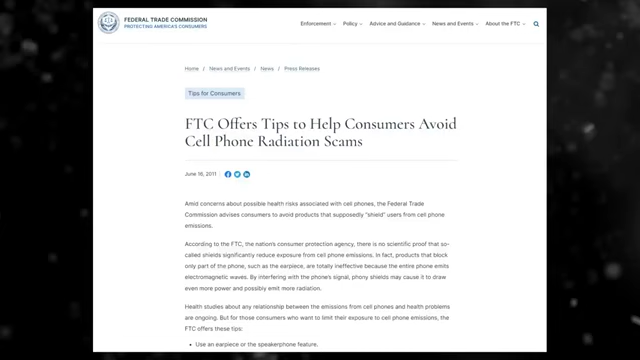 FEDERAL TRADE COMMISSION
PROTECTING AMERICA'S CONSUMERS
Enforcement Policy Advice and Guidance News and Events About the FTC
Home / News and Events / News / Press Releases
Tips for Consumers
FTC Offers Tips to Help Consumers Avoid
Cell Phone Radiation Scams
June 16, 2011
Amid concerns about possible health risks associated with cell phones, the Federal Trade
Commission advises consumers to avoid products that supposedly "shield" users from cell phone
emissions.
According to the FTC, the nation's consumer protection agency, there is no scientific proof that so-
called shields significantly reduce exposure from cell phone emissions. In fact, products that block
only part of the phone, such as the earpiece, are totally ineffective because the entire phone emits
electromagnetic waves. By interfering with the phone's signal, phony shields may cause it to draw
even more power and possibly emit more radiation.
Health studies about any relationship between the emissions from cell phones and health problems
are ongoing. But for those consumers who want to limit their exposure to cell phone emissions, the
FTC offers these tips:
• Use an earpiece or the speakerphone feature.